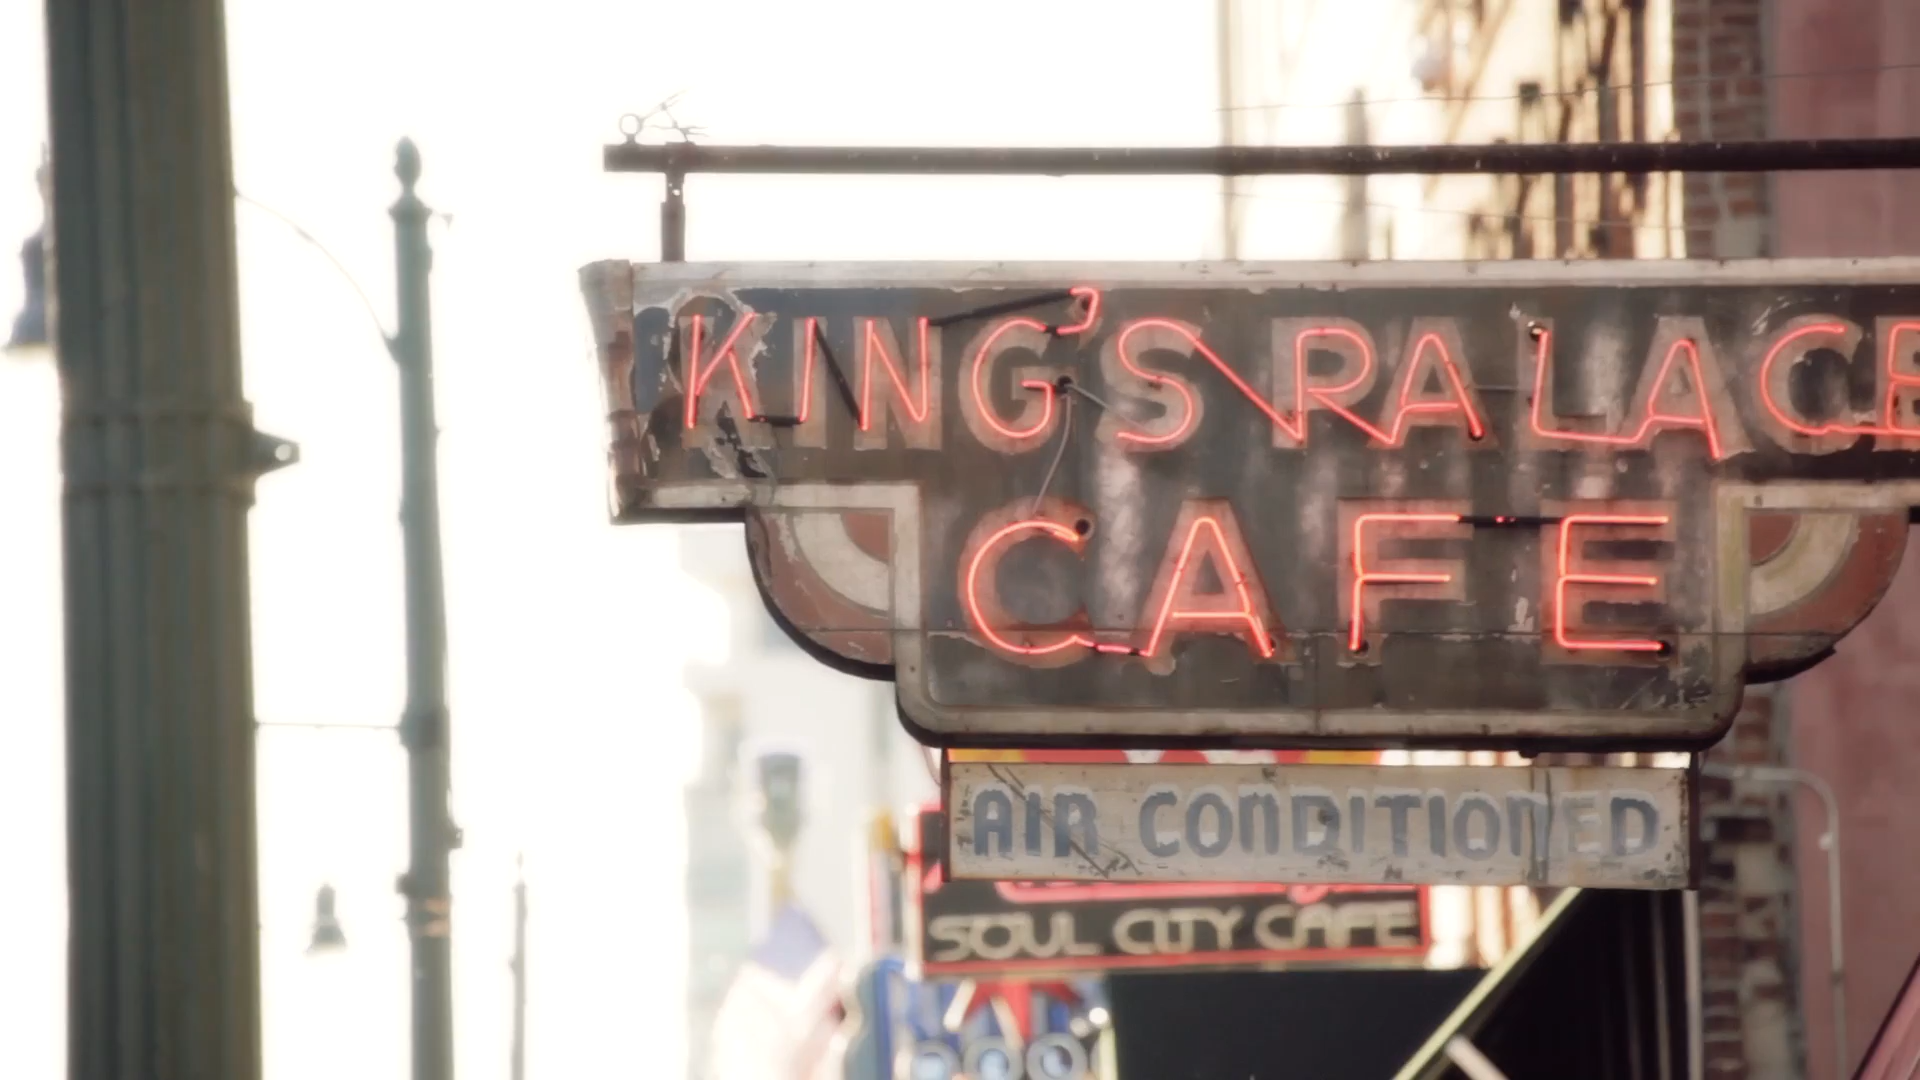 KING'S PALACE
CAFE
AIR CONDITIONED
SOUL CITY CAFE